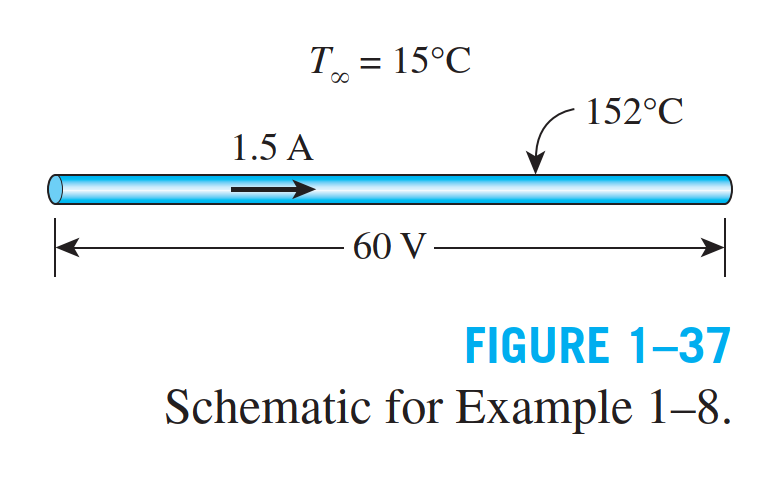 T∞ = 15°C
152°C
1.5 A
60 V
FIGURE 1–37
Schematic for Example 1–8.